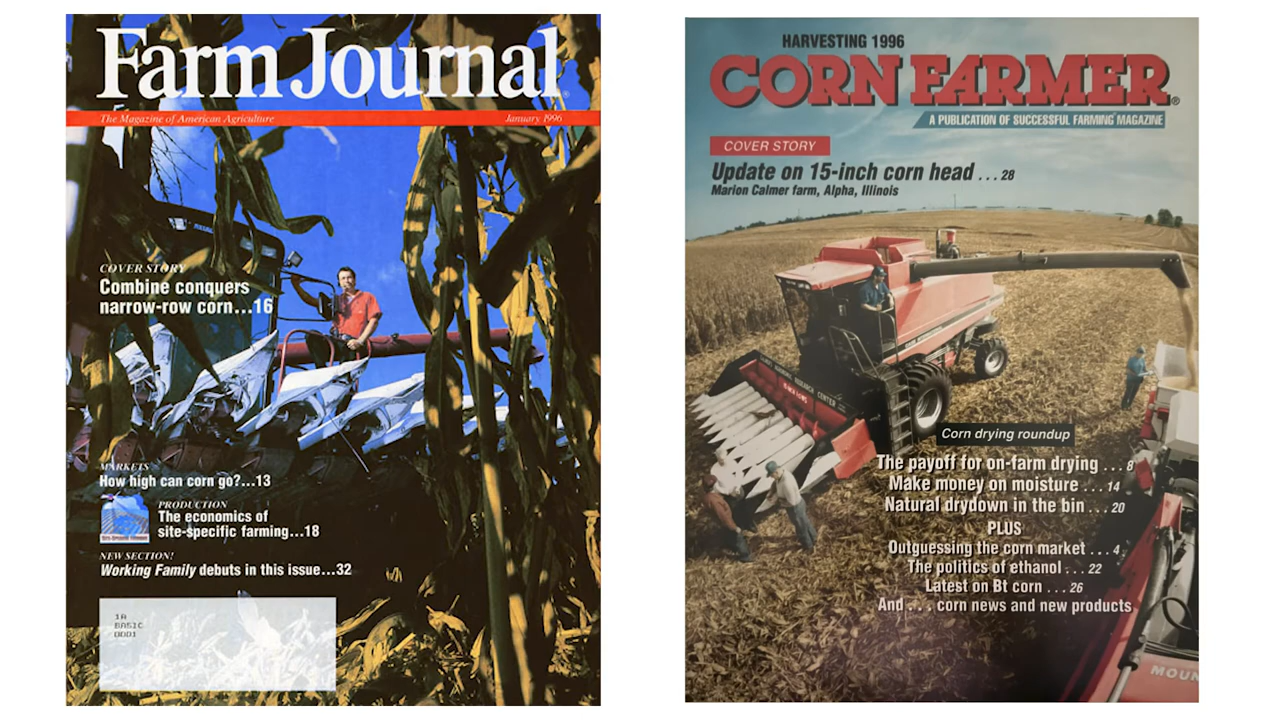 Farm Journal
The Magazine of American Agriculture January 1996
COVER STORY
Combine conquers
narrow-row corn...16
MARKETS
How high can corn go?...13
PRODUCTION
The economics of
site-specific farming...18
NEW SECTION!
Working Family debuts in this issue...32
1A
BASIC
0001
HARVESTING 1996
CORN FARMER®
A PUBLICATION OF SUCCESSFUL FARMING MAGAZINE
COVER STORY
Update on 15-inch corn head . . . 28
Marion Calmer farm, Alpha, Illinois
RESEARCH CENTER
Corn drying roundup
The payoff for on-farm drying . . . 8
Make money on moisture . . . 14
Natural drydown in the bin . . . 20
PLUS
Outguessing the corn market . . . 4
The politics of ethanol . . . 22
Latest on Bt corn . . . 26
And . . . corn news and new products
MOUN